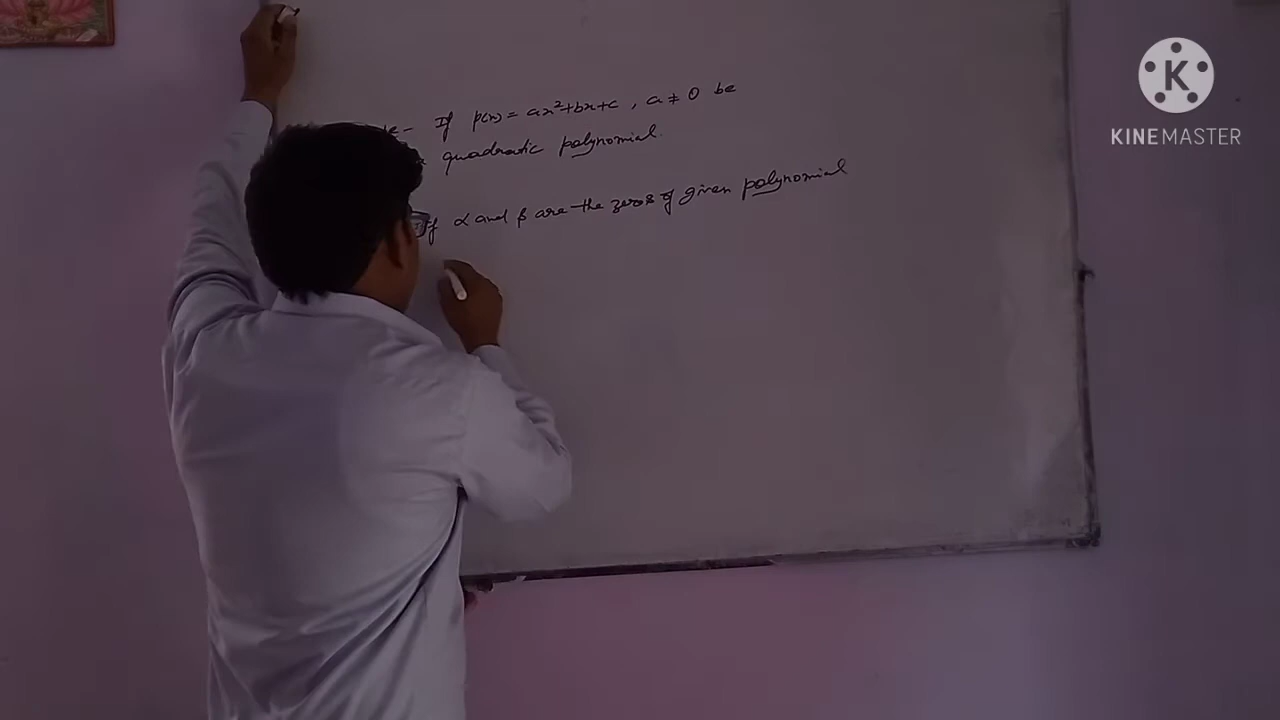 If p(x) = ax²+bx+c, a ≠ 0 be
a quadratic polynomial.
If α and β are the zeros of given polynomial
K
KINEMASTER